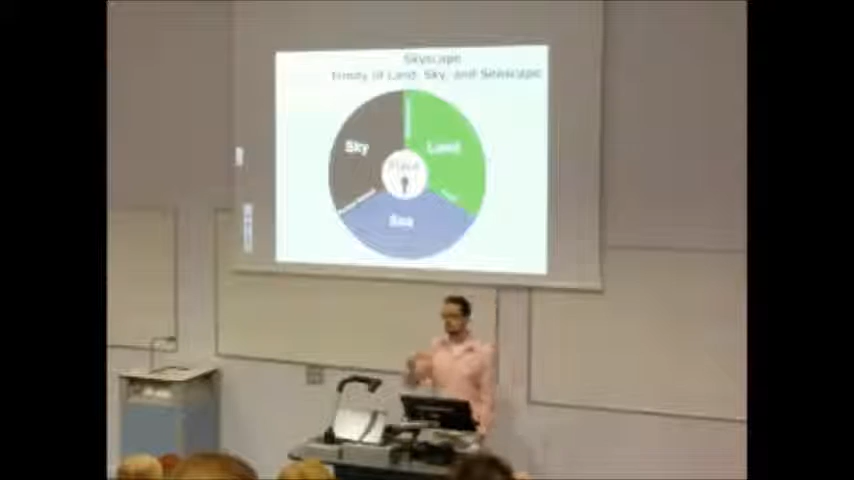 Skyscape
Trinity of Land, Sky, and Seascape
Sky
Land
Place
Sea